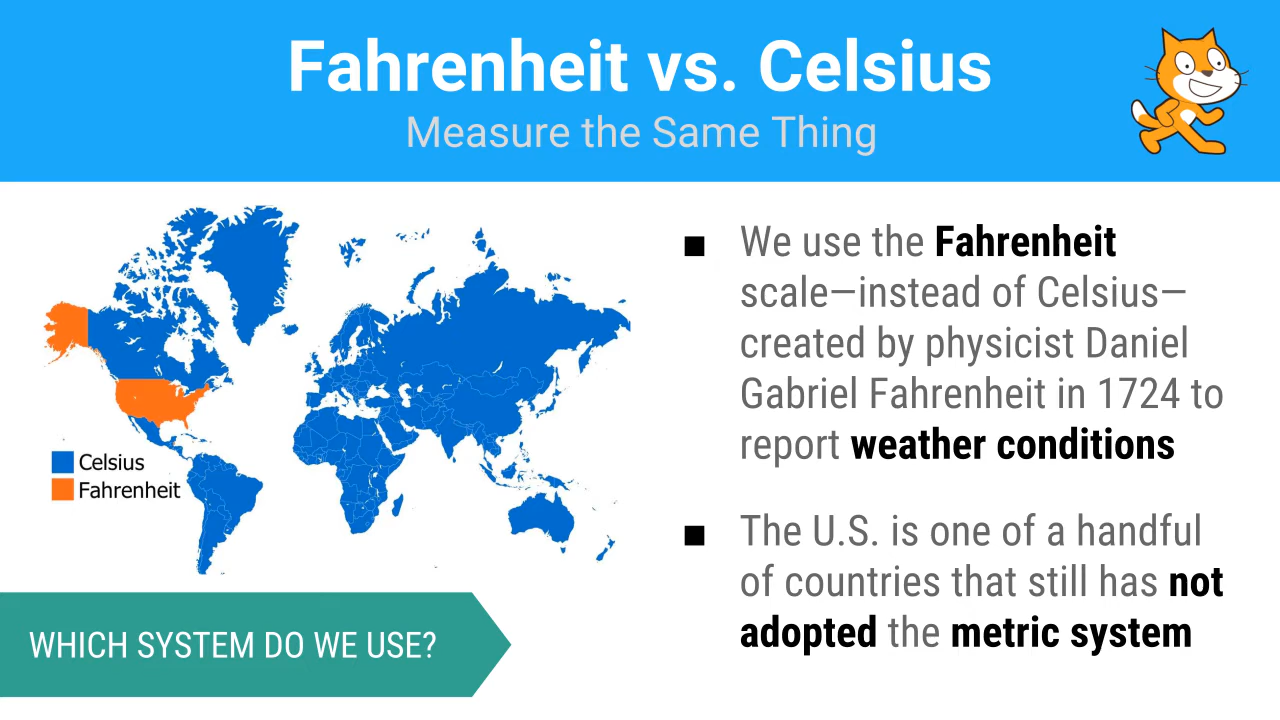 Fahrenheit vs. Celsius
Measure the Same Thing
Celsius
Fahrenheit
WHICH SYSTEM DO WE USE?
■ We use the Fahrenheit
scale—instead of Celsius—
created by physicist Daniel
Gabriel Fahrenheit in 1724 to
report weather conditions
■ The U.S. is one of a handful
of countries that still has not
adopted the metric system